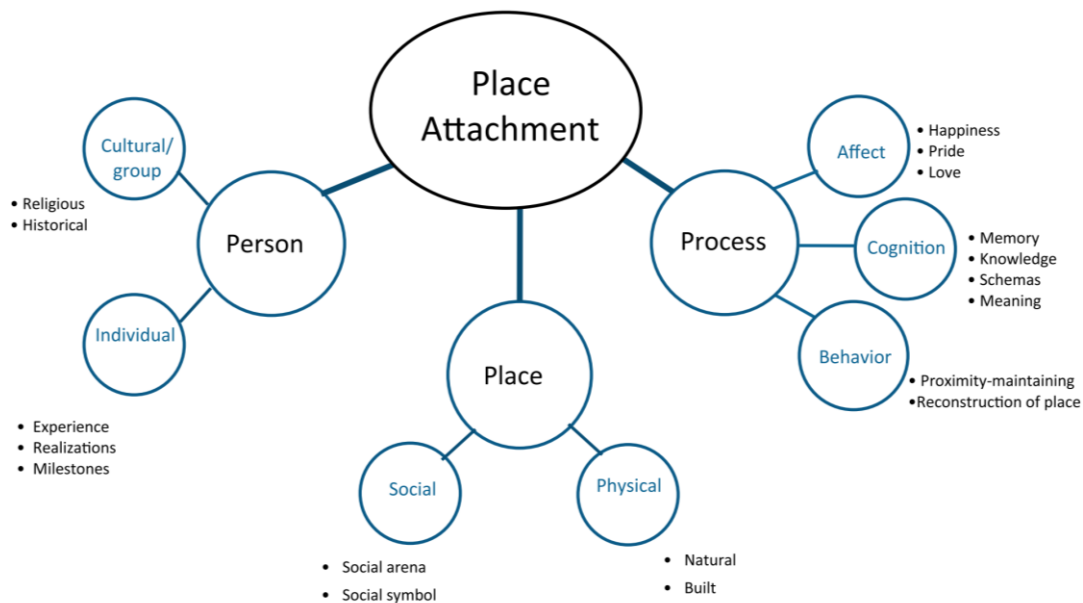 Place
Attachment
Cultural/
group
• Religious
• Historical
Person
Individual
• Experience
• Realizations
• Milestones
Place
Social
• Social arena
• Social symbol
Physical
• Natural
• Built
Process
Affect
• Happiness
• Pride
• Love
Cognition
• Memory
• Knowledge
• Schemas
• Meaning
Behavior
• Proximity-maintaining
•Reconstruction of place